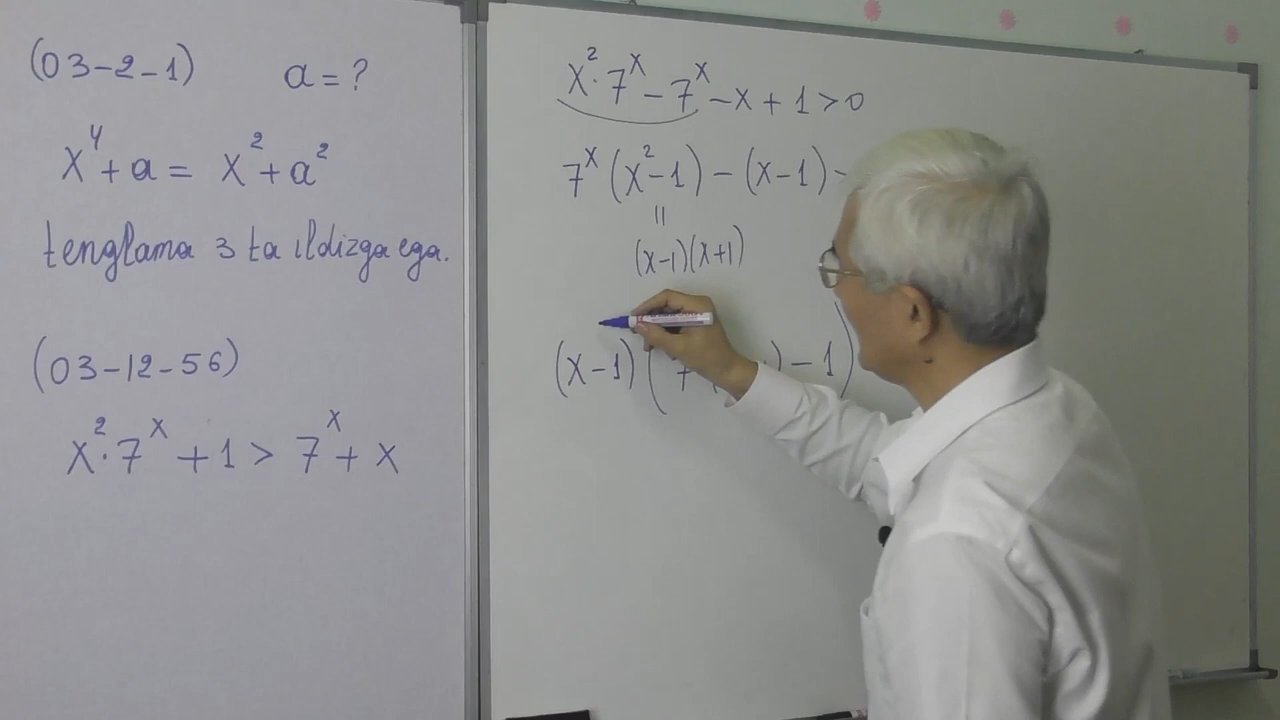 (03-2-1) a = ?
x⁴ + a = x² + a²
tenglama 3 ta ildizga ega.
(03-12-56)
x² · 7ˣ + 1 > 7ˣ + x
x² · 7ˣ - 7ˣ - x + 1 > 0
7ˣ (x² - 1) - (x - 1)
=
(x-1)(x+1)
(x - 1) ( 7 ) - 1 )